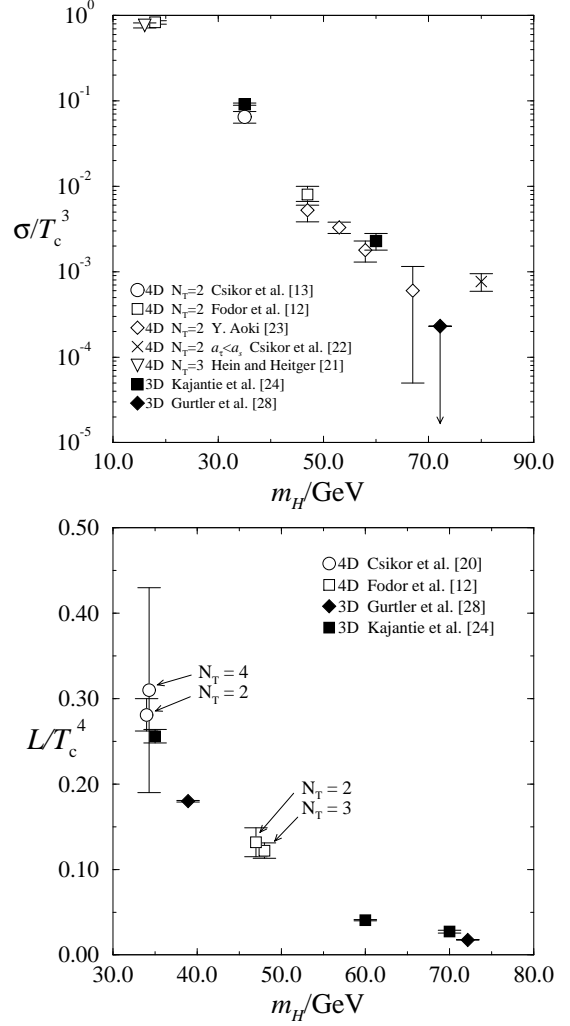 10^0
10^-1
10^-2
σ/T_c^3
10^-3
4D N_T=2 Csikor et al. [13]
4D N_T=2 Fodor et al. [12]
4D N_T=2 Y. Aoki [23]
4D N_T=2 a_τ<a_s Csikor et al. [22]
4D N_T=3 Hein and Heitger [21]
3D Kajantie et al. [24]
3D Gurtler et al. [28]
10^-4
10^-5
10.0 30.0 50.0 70.0 90.0
m_H/GeV
0.50
4D Csikor et al. [20]
4D Fodor et al. [12]
3D Gurtler et al. [28]
3D Kajantie et al. [24]
0.40
N_T = 4
N_T = 2
0.30
L/T_c^4
0.20
N_T = 2
N_T = 3
0.10
0.00
30.0 40.0 50.0 60.0 70.0 80.0
m_H/GeV